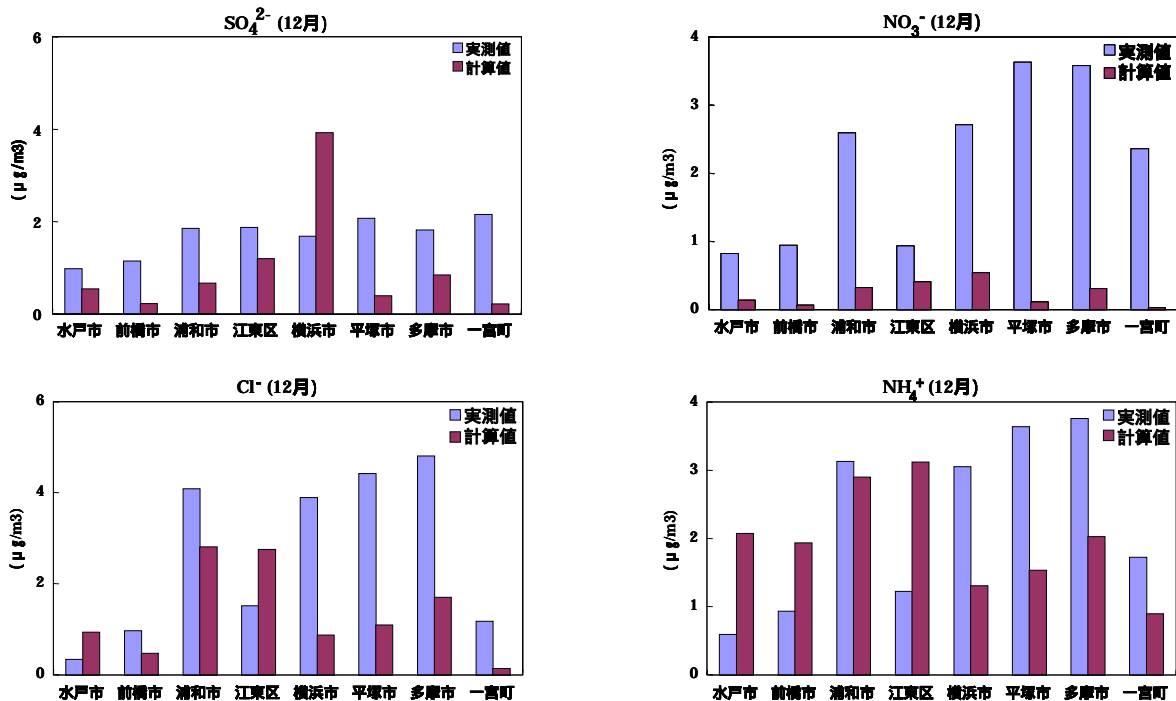 SO₄²⁻ (12月)
6
4
2
0
(μg/m3)
実測値
計算値
水戸市 前橋市 浦和市 江東区 横浜市 平塚市 多摩市 一宮町
NO₃⁻ (12月)
4
3
2
1
0
(μg/m3)
実測値
計算値
水戸市 前橋市 浦和市 江東区 横浜市 平塚市 多摩市 一宮町
Cl⁻ (12月)
6
4
2
0
(μg/m3)
実測値
計算値
水戸市 前橋市 浦和市 江東区 横浜市 平塚市 多摩市 一宮町
NH₄⁺ (12月)
4
3
2
1
0
(μg/m3)
実測値
計算値
水戸市 前橋市 浦和市 江東区 横浜市 平塚市 多摩市 一宮町